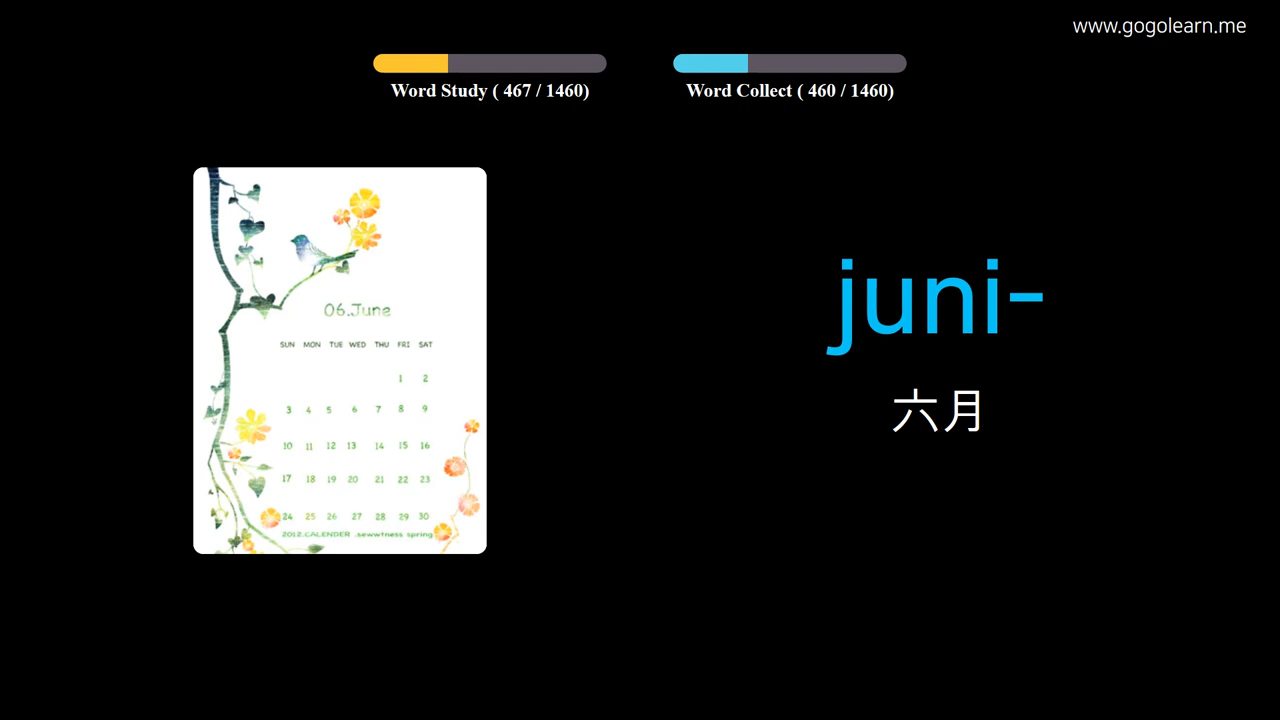 www.gogolearn.me
Word Study ( 467 / 1460)
Word Collect ( 460 / 1460)
06.June
SUN MON TUE WED THU FRI SAT
1 2
3 4 5 6 7 8 9
10 11 12 13 14 15 16
17 18 19 20 21 22 23
24 25 26 27 28 29 30
2012.CALENDER .sewwtness spring
juni-
六月